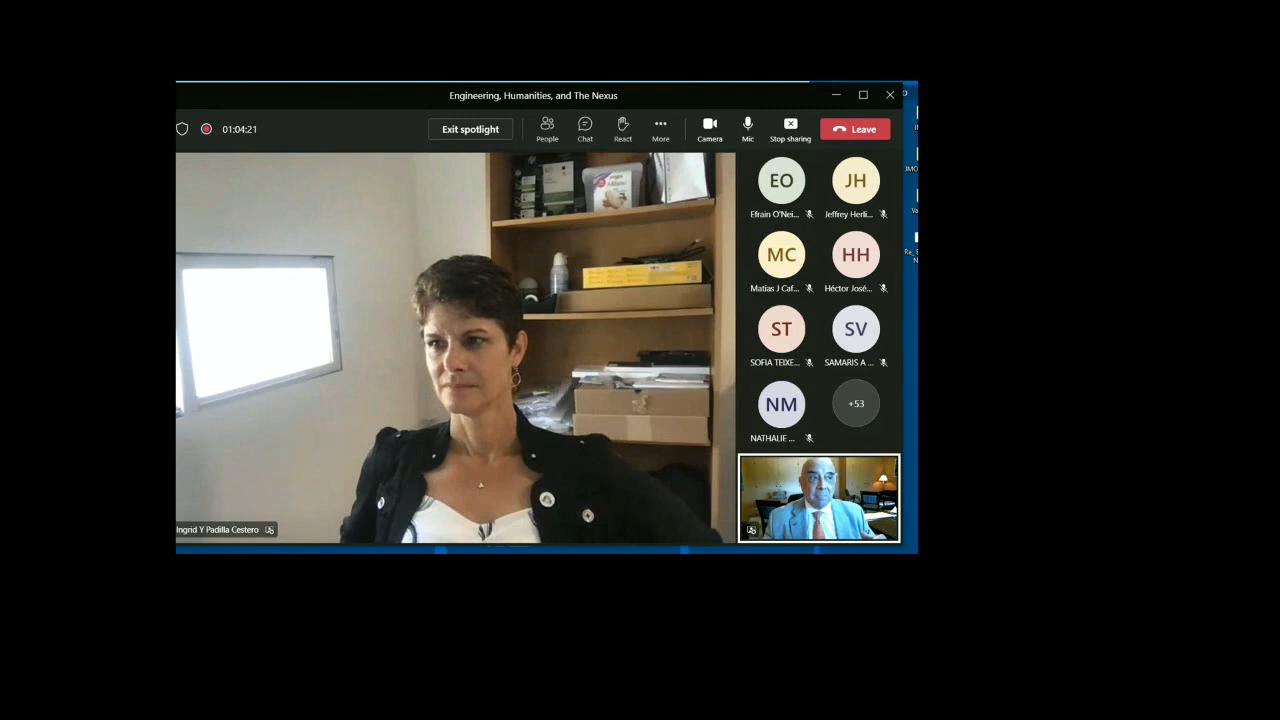 Engineering, Humanities, and The Nexus
01:04:21
Exit spotlight
People
Chat
React
More
Camera
Mic
Stop sharing
Leave
EO
JH
Efrain O'Nei...
Jeffrey Herli...
MC
HH
Matias J Caf...
Héctor José...
ST
SV
SOFIA TEIXE...
SAMARIS A ...
NM
+53
NATHALIE ...
Ingrid Y Padilla Cestero